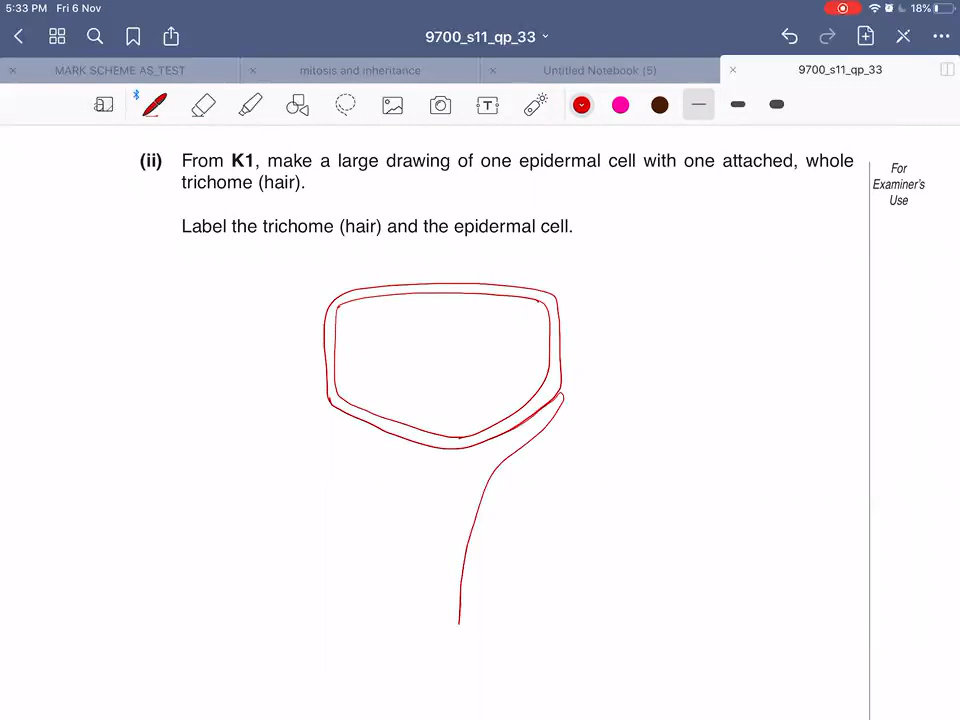 5:33 PM Fri 6 Nov
18%
9700_s11_qp_33
MARK SCHEME AS_TEST
mitosis and inheritance
Untitled Notebook (5)
9700_s11_qp_33
T
(ii) From K1, make a large drawing of one epidermal cell with one attached, whole
trichome (hair).
Label the trichome (hair) and the epidermal cell.
For
Examiner's
Use